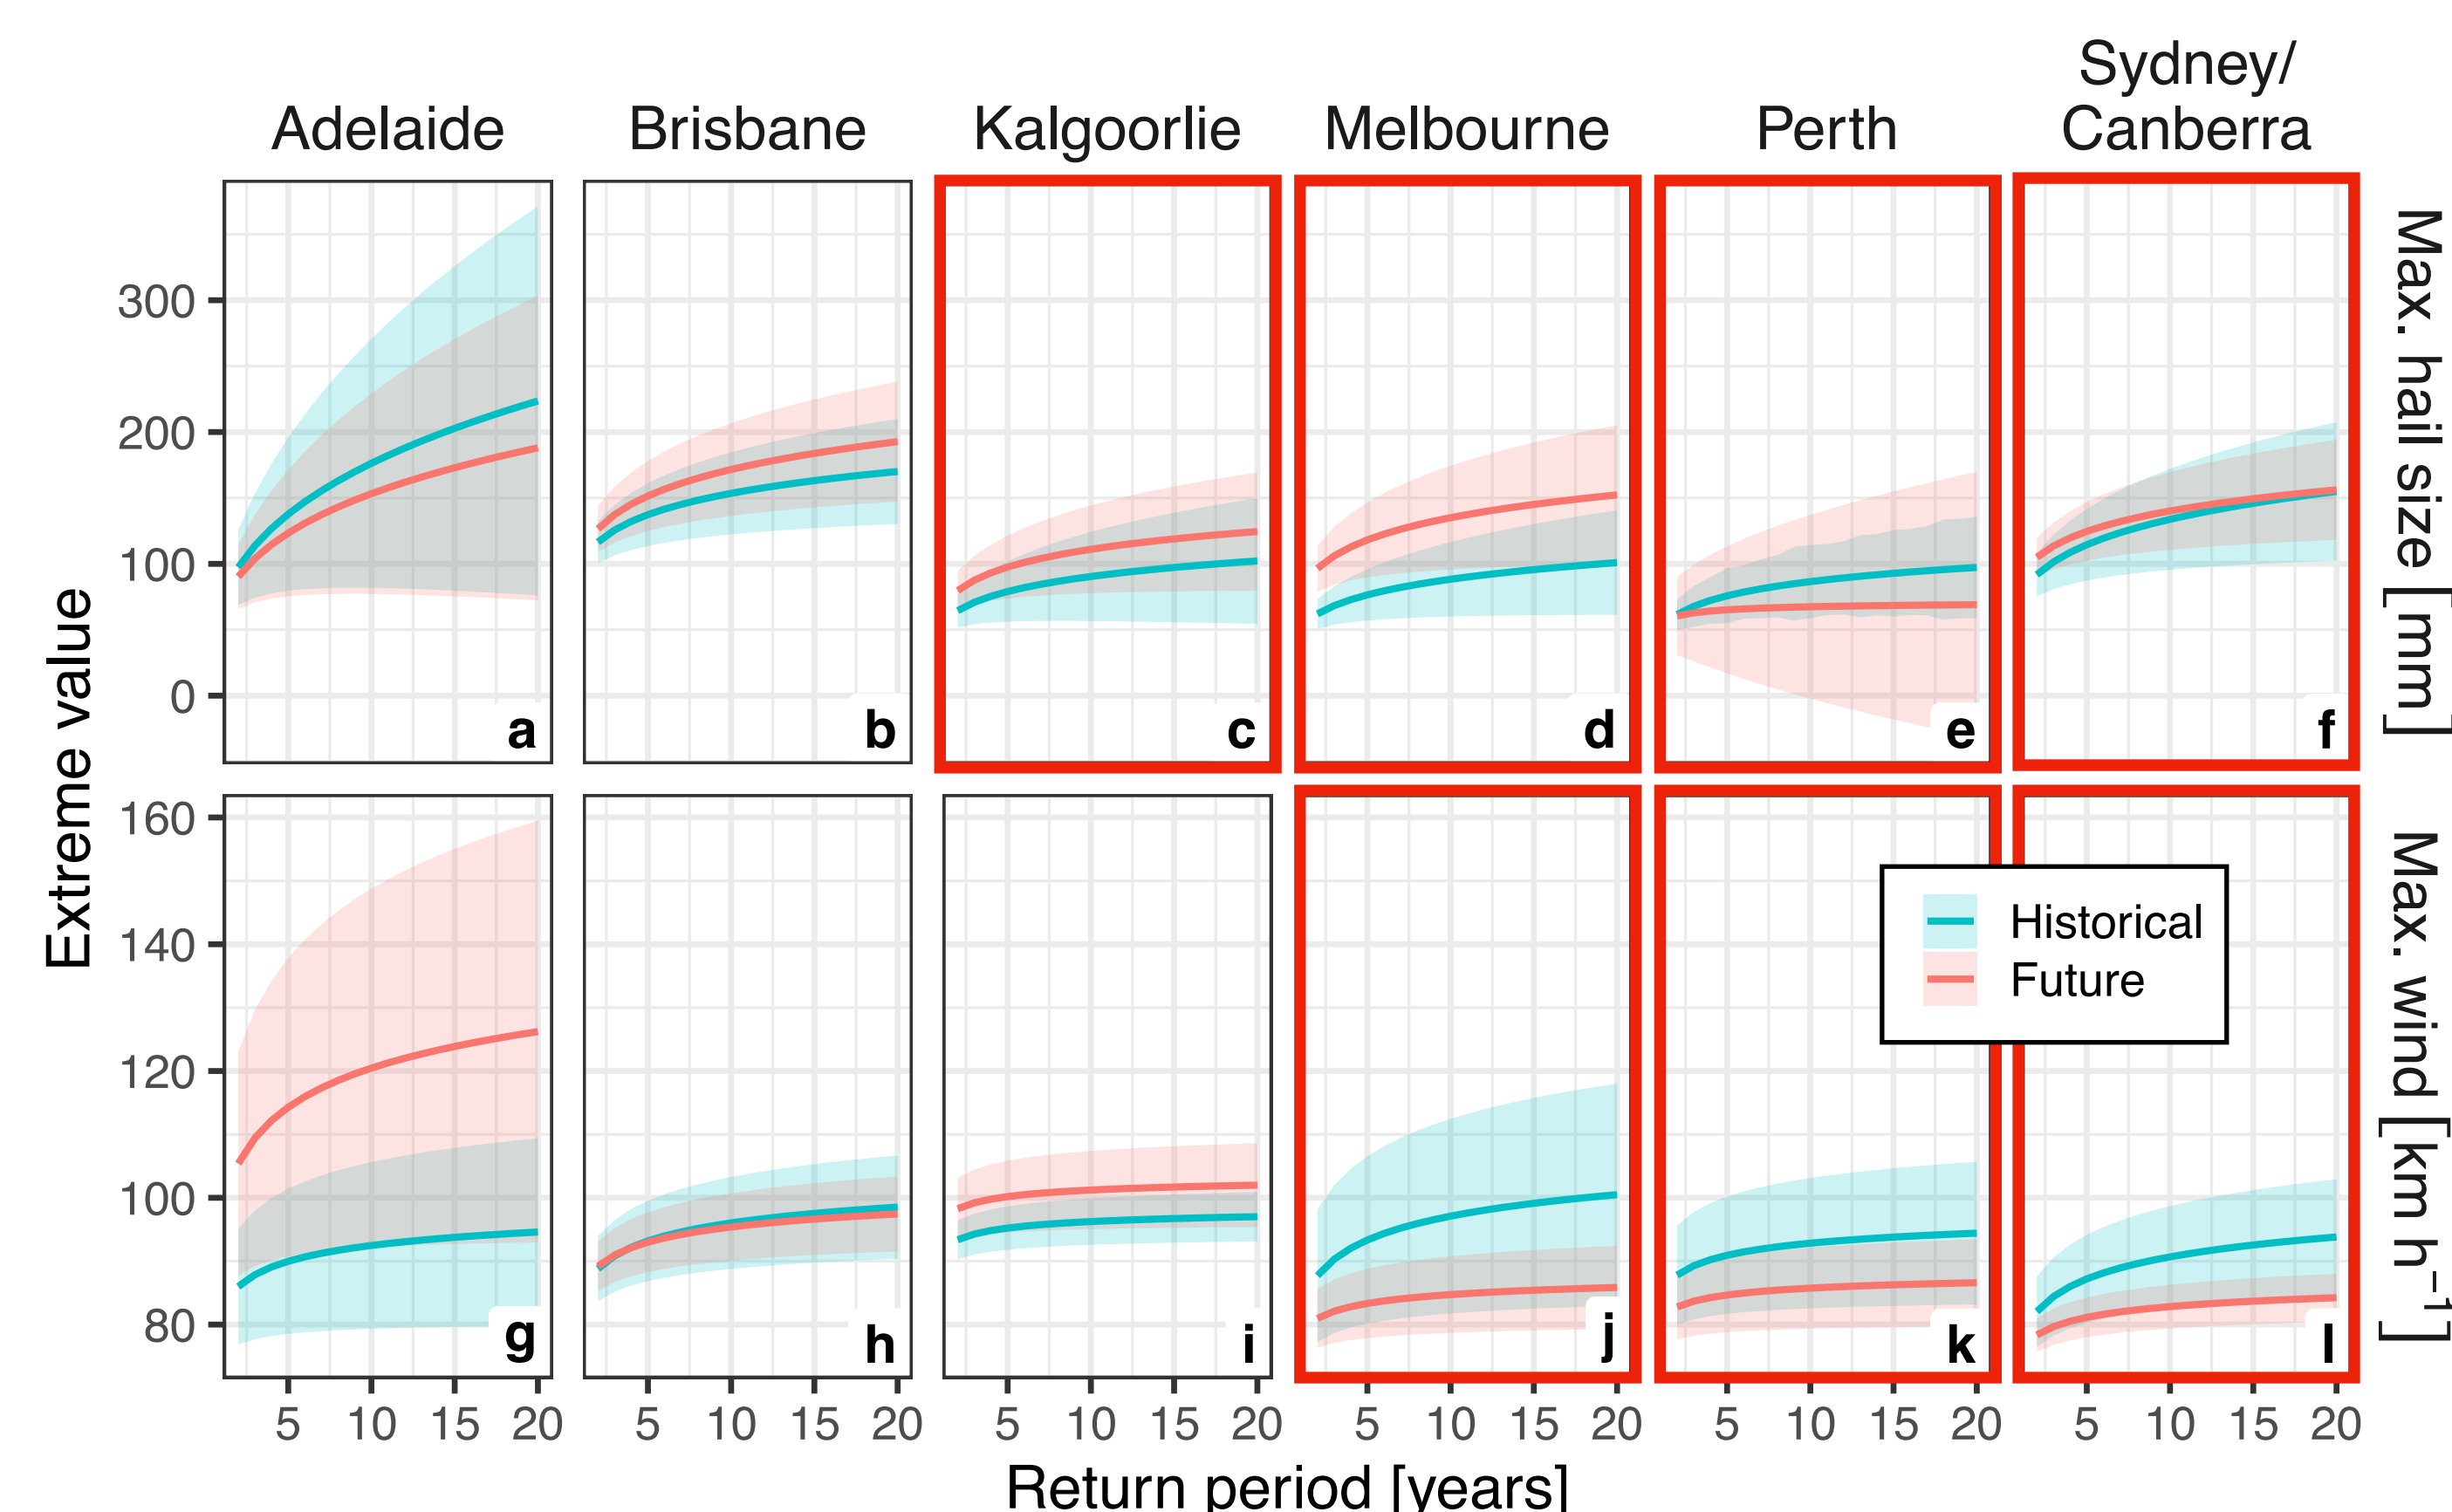 Sydney/
Adelaide Brisbane Kalgoorlie Melbourne Perth Canberra
Max. hail size [mm]
300
200
100
0
a b c d e f
Extreme value
Max. wind [km h⁻¹]
160
140
120
100
80
Historical
Future
g h i j k l
5 10 15 20 5 10 15 20 5 10 15 20 5 10 15 20 5 10 15 20 5 10 15 20
Return period [years]